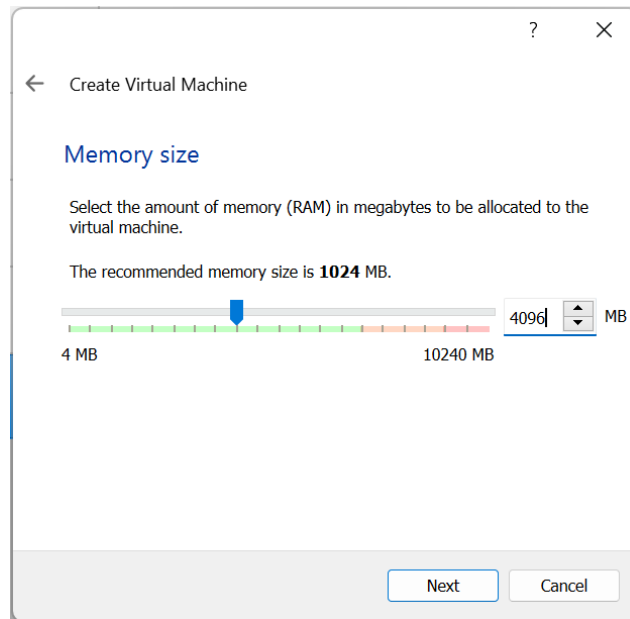 ?
Create Virtual Machine
Memory size
Select the amount of memory (RAM) in megabytes to be allocated to the
virtual machine.
The recommended memory size is 1024 MB.
4096 MB
4 MB 10240 MB
Next Cancel